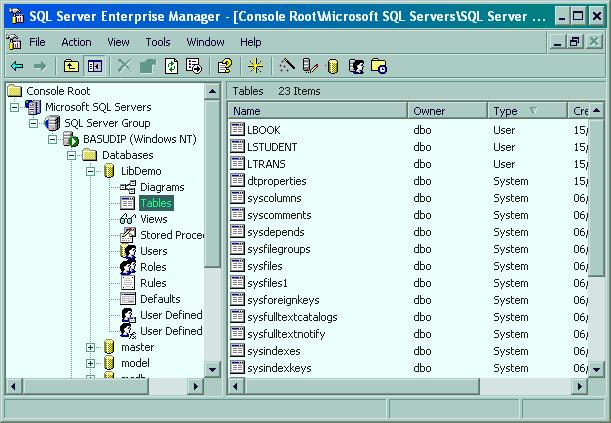 SQL Server Enterprise Manager - [Console Root\Microsoft SQL Servers\SQL Server ...
File Action View Tools Window Help
Console Root
Microsoft SQL Servers
SQL Server Group
BASUDIP (Windows NT)
Databases
LibDemo
Diagrams
Tables
Views
Stored Proce
Users
Roles
Rules
Defaults
User Defined
User Defined
master
model
Tables 23 Items
Name Owner Type Cre
LBOOK dbo User 15/
LSTUDENT dbo User 15/
LTRANS dbo User 15/
dtproperties dbo System 15/
syscolumns dbo System 06/
syscomments dbo System 06/
sysdepends dbo System 06/
sysfilegroups dbo System 06/
sysfiles dbo System 06/
sysfiles1 dbo System 06/
sysforeignkeys dbo System 06/
sysfulltextcatalogs dbo System 06/
sysfulltextnotify dbo System 06/
sysindexes dbo System 06/
sysindexkeys dbo System 06/